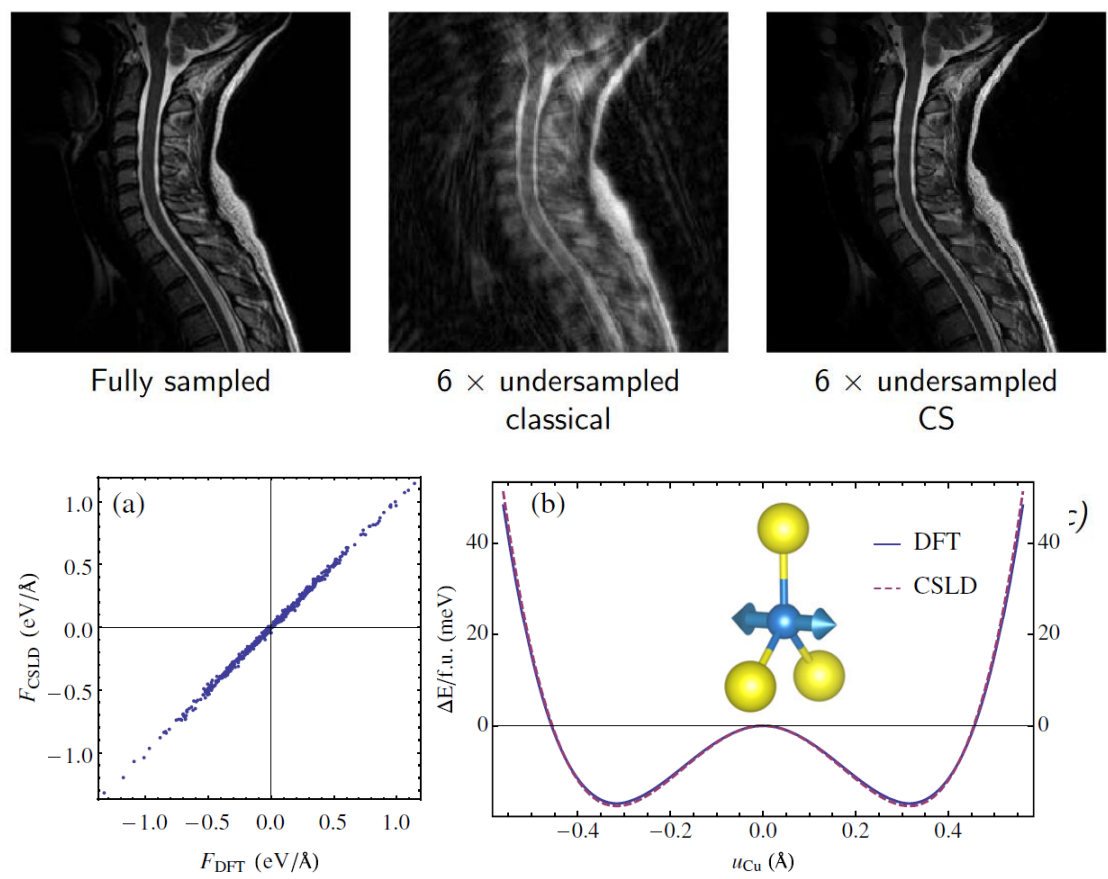 Fully sampled
6 × undersampled
classical
6 × undersampled
CS
(a)
1.0
0.5
0.0
−0.5
−1.0
F_CSLD (eV/Å)
−1.0 −0.5 0.0 0.5 1.0
F_DFT (eV/Å)
(b)
c)
DFT
CSLD
40
20
0
ΔE/f.u. (meV)
40
20
0
−0.4 −0.2 0.0 0.2 0.4
u_Cu (Å)